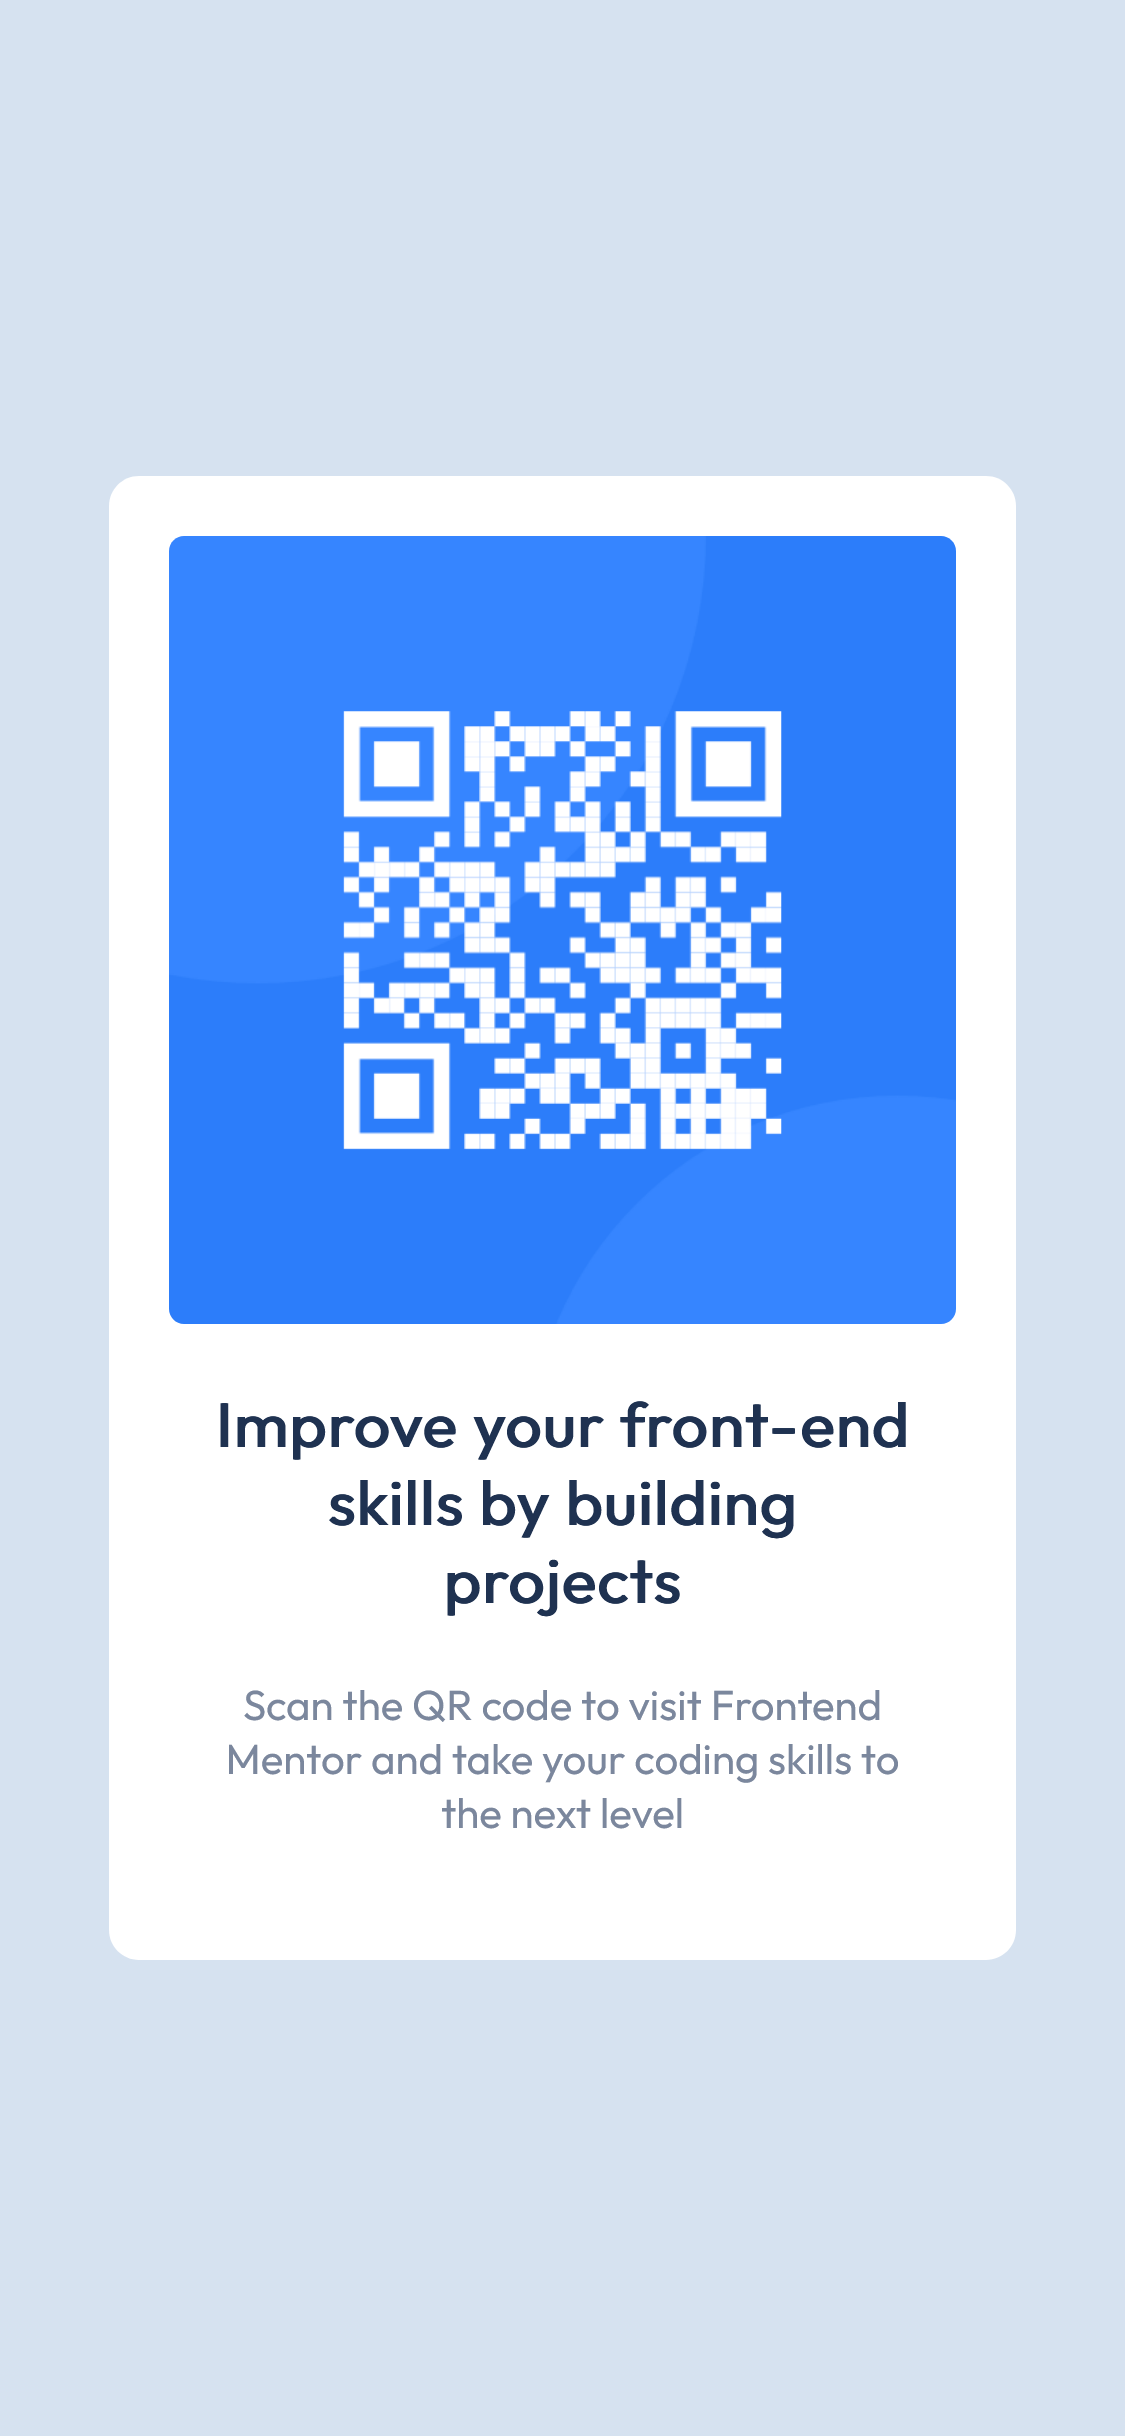 Improve your front-end
skills by building
projects
Scan the QR code to visit Frontend
Mentor and take your coding skills to
the next level